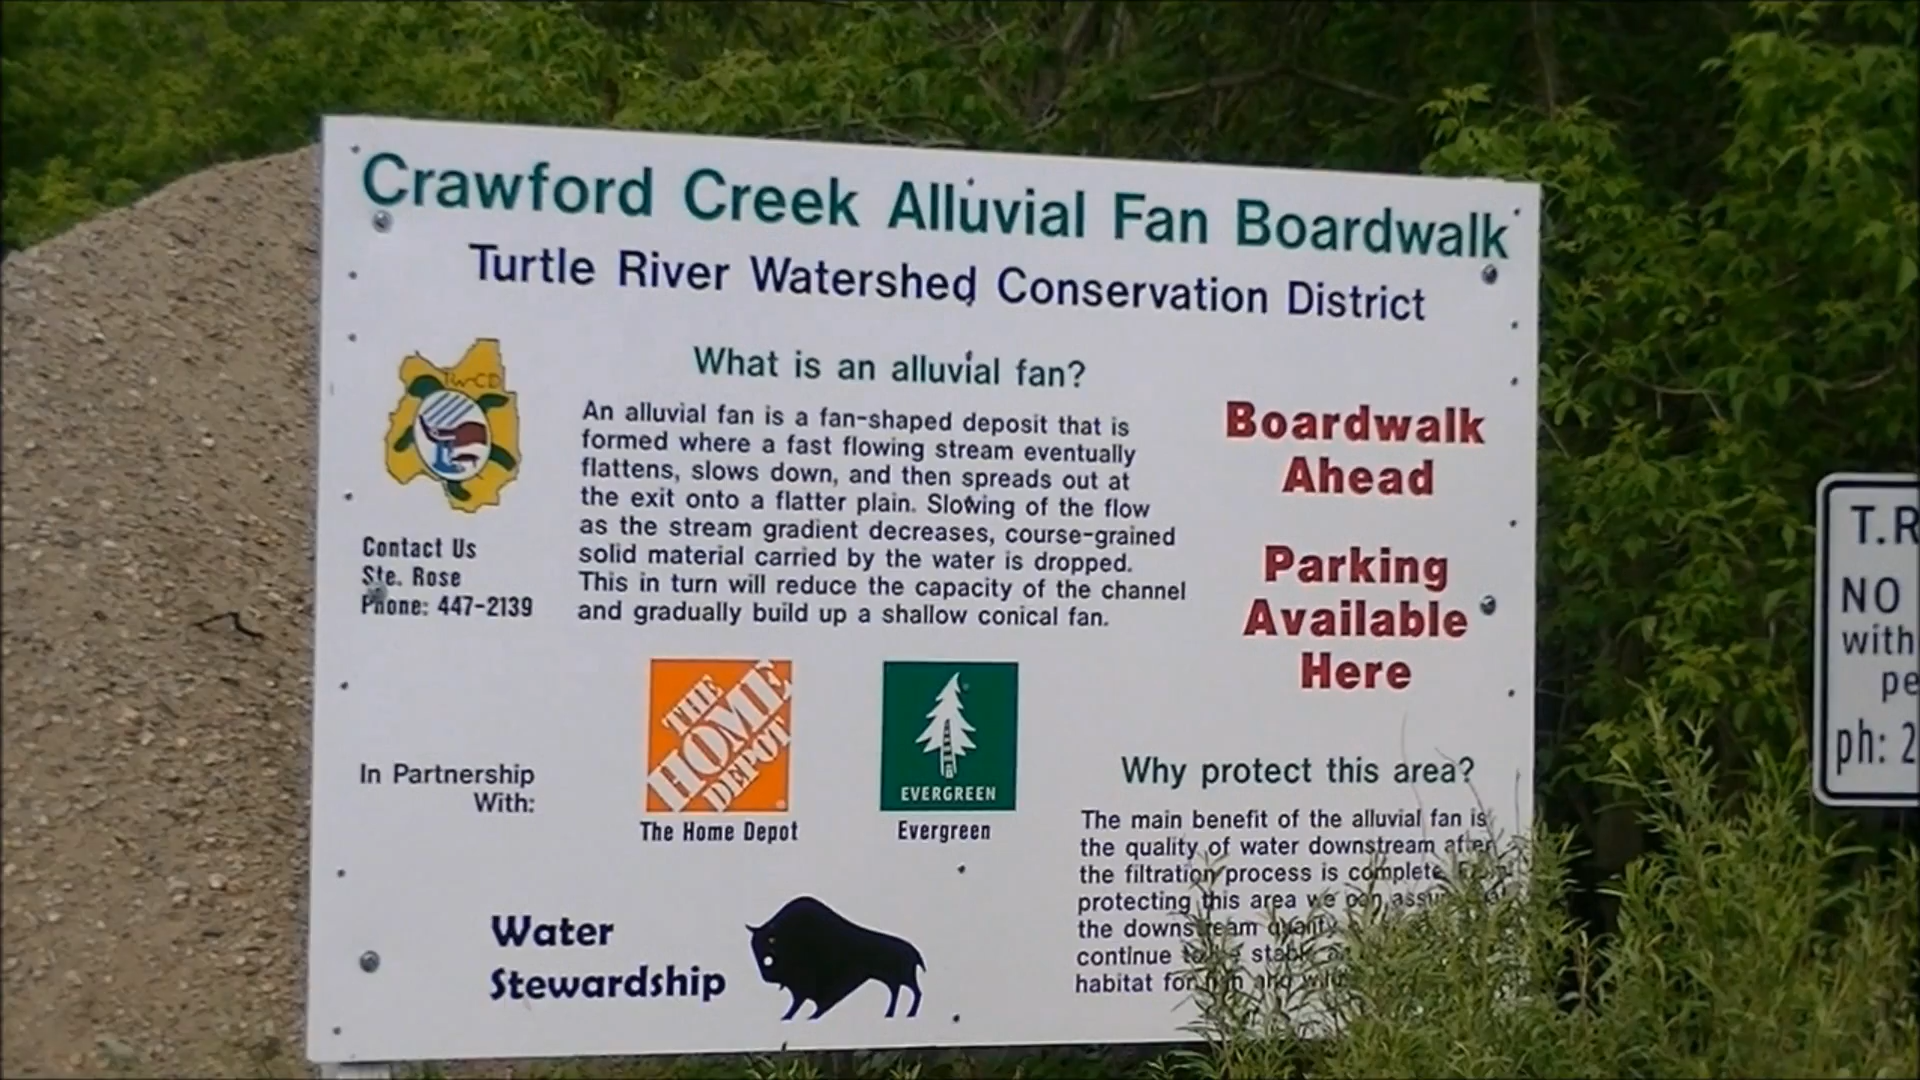 Crawford Creek Alluvial Fan Boardwalk
Turtle River Watershed Conservation District
TWCD
What is an alluvial fan?
An alluvial fan is a fan-shaped deposit that is
formed where a fast flowing stream eventually
flattens, slows down, and then spreads out at
the exit onto a flatter plain. Slowing of the flow
as the stream gradient decreases, course-grained
solid material carried by the water is dropped.
This in turn will reduce the capacity of the channel
and gradually build up a shallow conical fan.
Contact Us
Ste. Rose
Phone: 447-2139
Boardwalk
Ahead
Parking
Available
Here
In Partnership
With:
THE
HOME
DEPOT
The Home Depot
EVERGREEN
Evergreen
Water
Stewardship
Why protect this area?
The main benefit of the alluvial fan is
the quality of water downstream after
the filtration process is complete.
protecting this area we can
the downstream quality
continue to be
habitat for fish and
T.R
NO
with
pe
ph: 2